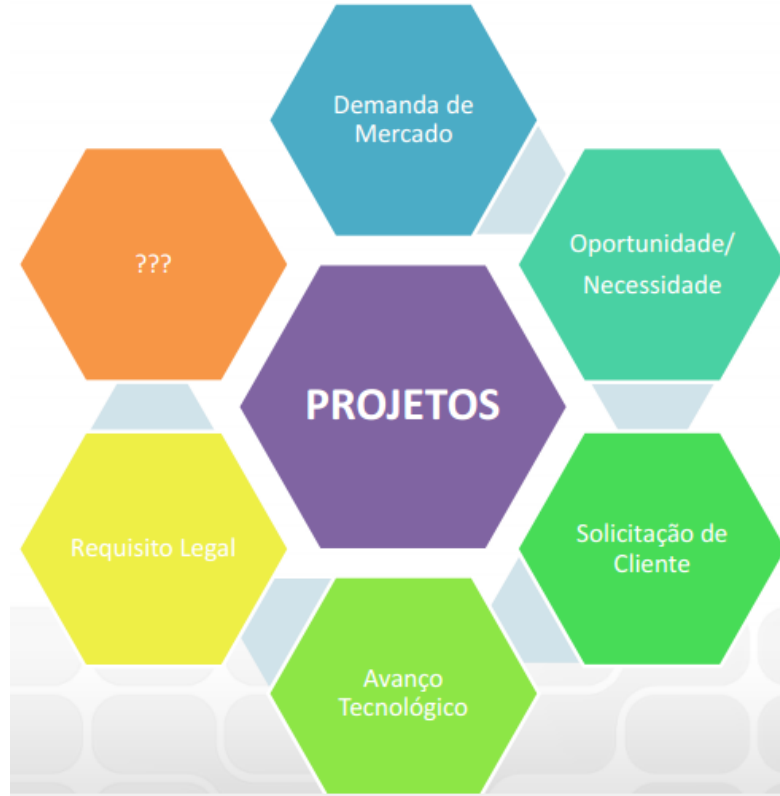 Demanda de
Mercado
Oportunidade/
Necessidade
???
PROJETOS
Solicitação de
Cliente
Requisito Legal
Avanço
Tecnológico